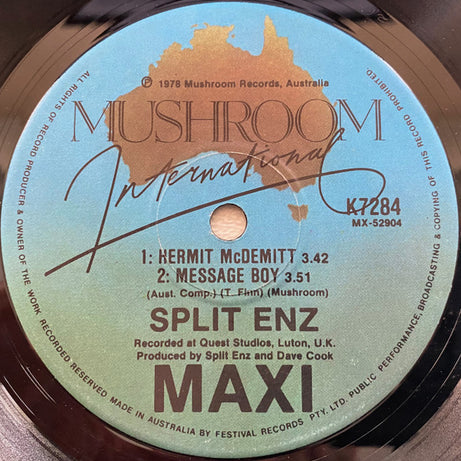 ℗ 1978 Mushroom Records, Australia
MUSHROOM
International
K7284
MX-52904
1: HERMIT McDEMITT 3.42
2: MESSAGE BOY 3.51
(Aust. Comp.) (T. Finn) (Mushroom)
SPLIT ENZ
Recorded at Quest Studios, Luton, U.K.
Produced by Split Enz and Dave Cook
MAXI
ALL RIGHTS OF RECORD PRODUCER & OWNER OF THE WORK RECORDED RESERVED. MADE IN AUSTRALIA BY FESTIVAL RECORDS PTY. LTD. PUBLIC PERFORMANCE, BROADCASTING & COPYING OF THIS RECORD PROHIBITED.